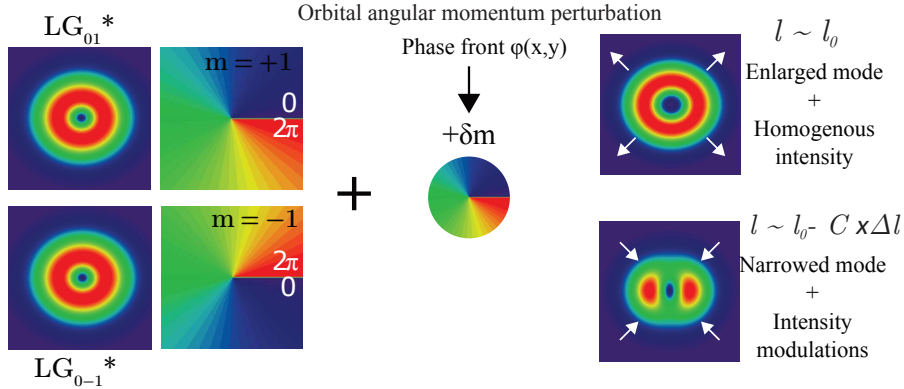 Orbital angular momentum perturbation
LG₀₁*
m = +1
0
2π
Phase front φ(x,y)
+δm
+
l ~ l₀
Enlarged mode
+
Homogenous
intensity
m = −1
2π
0
LG₀₋₁*
l ~ l₀- C x Δl
Narrowed mode
+
Intensity
modulations